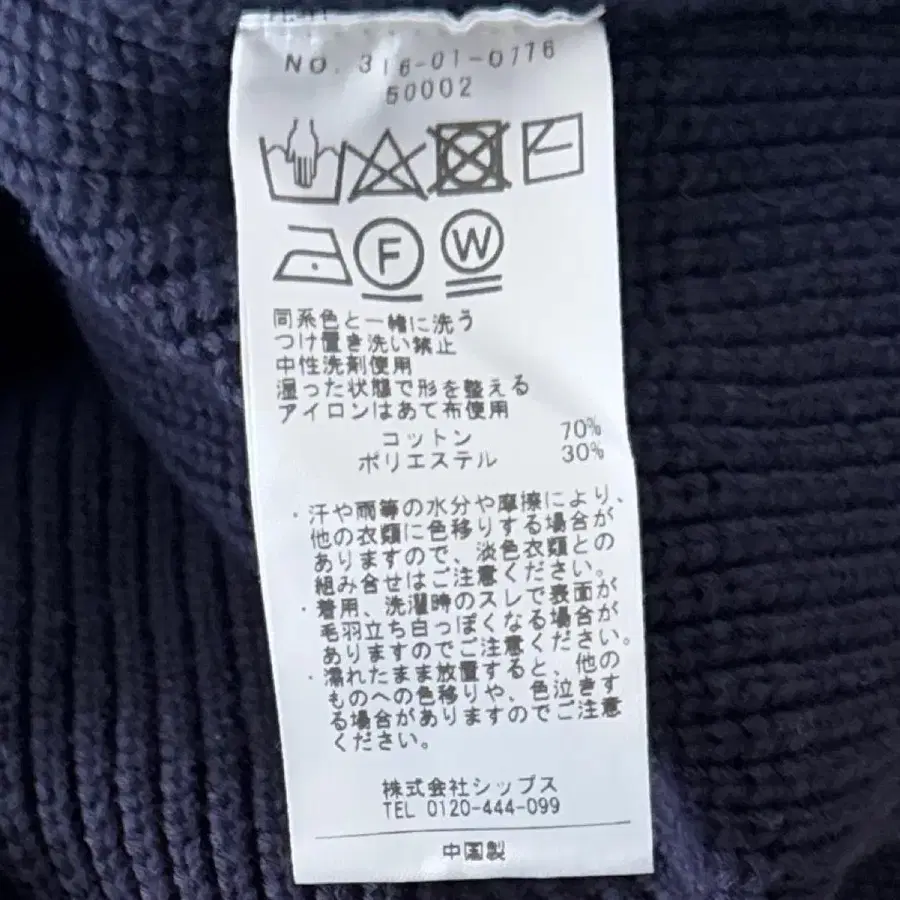 NO. 316-01-0776
50002
F W
同系色と一緒に洗う
つけ置き洗い禁止
中性洗剤使用
湿った状態で形を整える
アイロンはあて布使用
コットン 70%
ポリエステル 30%
・汗や雨等の水分や摩擦により、
他の衣類に色移りする場合が
ありますので、淡色衣類との
組み合せはご注意ください。
・着用、洗濯時のスレで表面が
毛羽立ち白っぽくなる場合が
ありますのでご注意ください。
・濡れたまま放置すると、他の
ものへの色移りや、色泣きす
る場合がありますのでご注意
ください。
株式会社シップス
TEL 0120-444-099
中国製